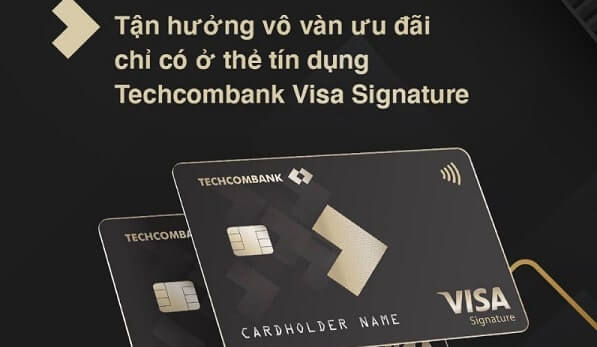 Tận hưởng vô vàn ưu đãi
chỉ có ở thẻ tín dụng
Techcombank Visa Signature
TECHCOMBANK
TECHCOMBA
VISA
Signature
CARDHOLDER NAME